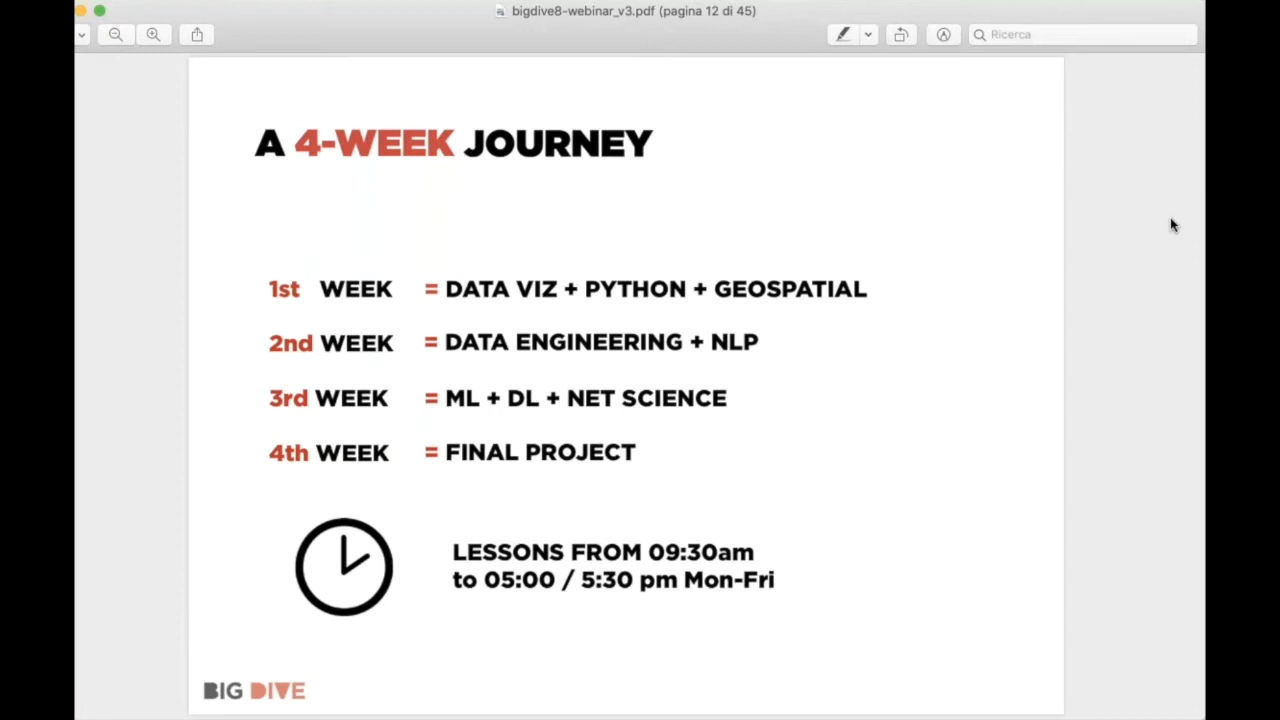 bigdive8-webinar_v3.pdf (pagina 12 di 45)
Ricerca
A 4-WEEK JOURNEY
1st WEEK = DATA VIZ + PYTHON + GEOSPATIAL
2nd WEEK = DATA ENGINEERING + NLP
3rd WEEK = ML + DL + NET SCIENCE
4th WEEK = FINAL PROJECT
LESSONS FROM 09:30am
to 05:00 / 5:30 pm Mon-Fri
BIG DIVE